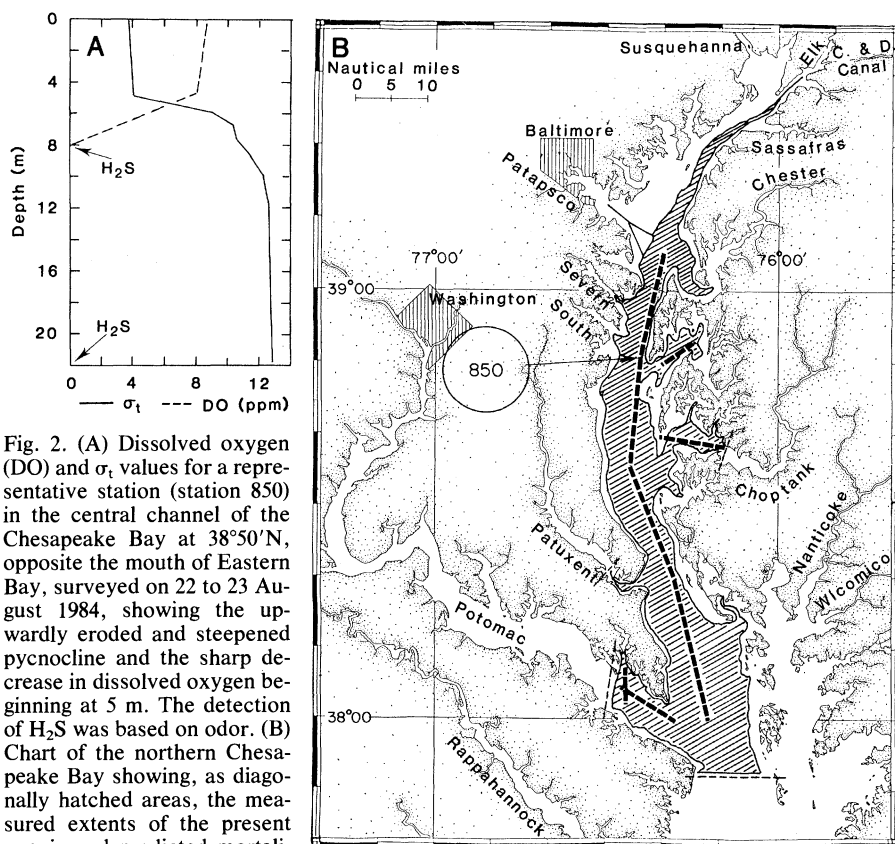 A
0
4
8
12
16
20
Depth (m)
H2S
H2S
0 4 8 12
— σt --- DO (ppm)
Fig. 2. (A) Dissolved oxygen
(DO) and σt values for a repre-
sentative station (station 850)
in the central channel of the
Chesapeake Bay at 38°50'N,
opposite the mouth of Eastern
Bay, surveyed on 22 to 23 Au-
gust 1984, showing the up-
wardly eroded and steepened
pycnocline and the sharp de-
crease in dissolved oxygen be-
ginning at 5 m. The detection
of H2S was based on odor. (B)
Chart of the northern Chesa-
peake Bay showing, as diago-
nally hatched areas, the mea-
sured extents of the present
B
Nautical miles
0 5 10
Susquehanna
Elk
C. & D.
Canal
Baltimore
Patapsco
Sassafras
Chester
77°00'
76°00'
39°00
Washington
Severn
South
850
Choptank
Nanticoke
Wicomico
Patuxent
Potomac
38°00
Rappahannock